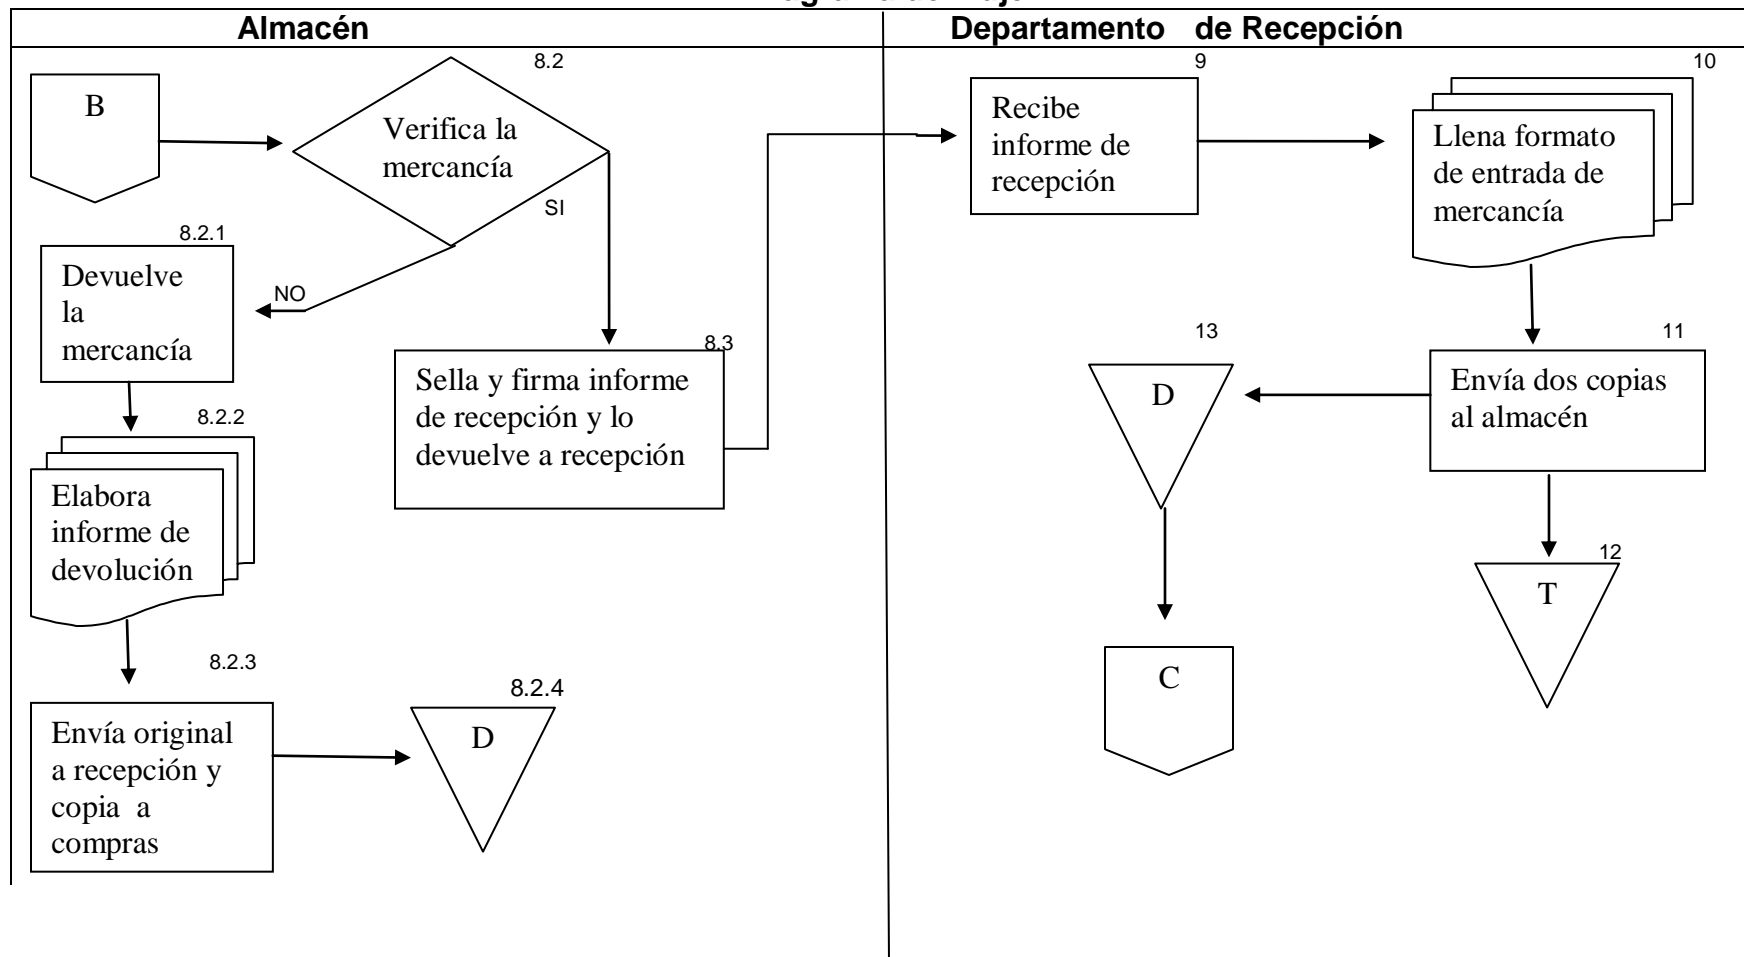 Almacén
Departamento de Recepción
B
8.2
Verifica la
mercancía
SI
NO
8.2.1
Devuelve
la
mercancía
8.2.2
Elabora
informe de
devolución
8.2.3
Envía original
a recepción y
copia a
compras
8.2.4
D
8.3
Sella y firma informe
de recepción y lo
devuelve a recepción
9
Recibe
informe de
recepción
10
Llena formato
de entrada de
mercancía
11
Envía dos copias
al almacén
12
T
13
D
C